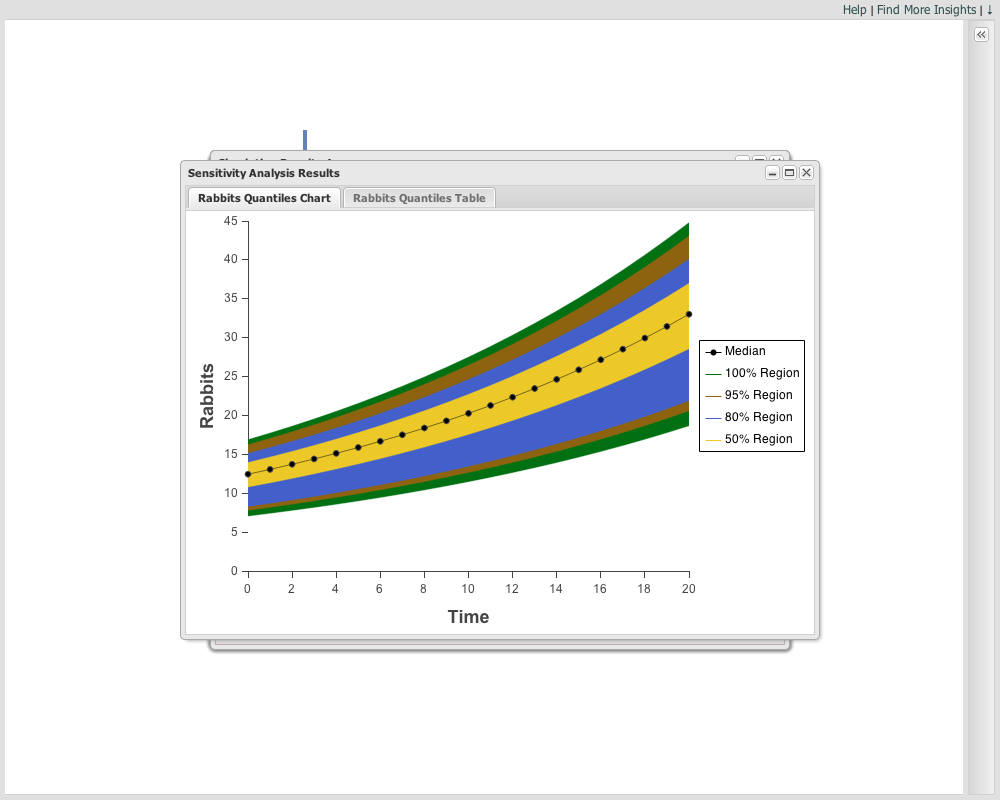 Help | Find More Insights | ↓
Sensitivity Analysis Results
Rabbits Quantiles Chart Rabbits Quantiles Table
45
40
35
30
25
20
15
10
5
0
Rabbits
0 2 4 6 8 10 12 14 16 18 20
Time
Median
100% Region
95% Region
80% Region
50% Region